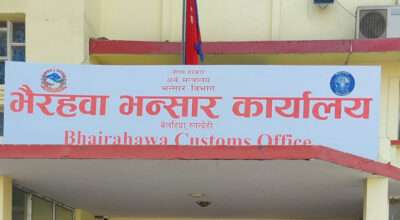 नेपाल सरकार
अर्थ मन्त्रालय
भन्सार विभाग
भैरहवा भन्सार कार्यालय
बेलहिया, रुपन्देही
Bhairahawa Customs Office